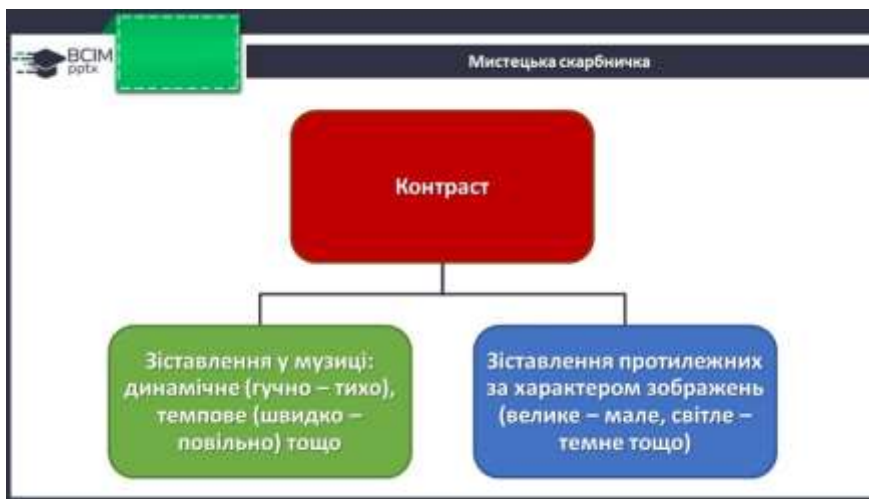 ВСІМ
pptx
Мистецька скарбничка
Контраст
Зіставлення у музиці:
динамічне (гучно – тихо),
темпове (швидко –
повільно) тощо
Зіставлення протилежних
за характером зображень
(велике – мале, світле –
темне тощо)